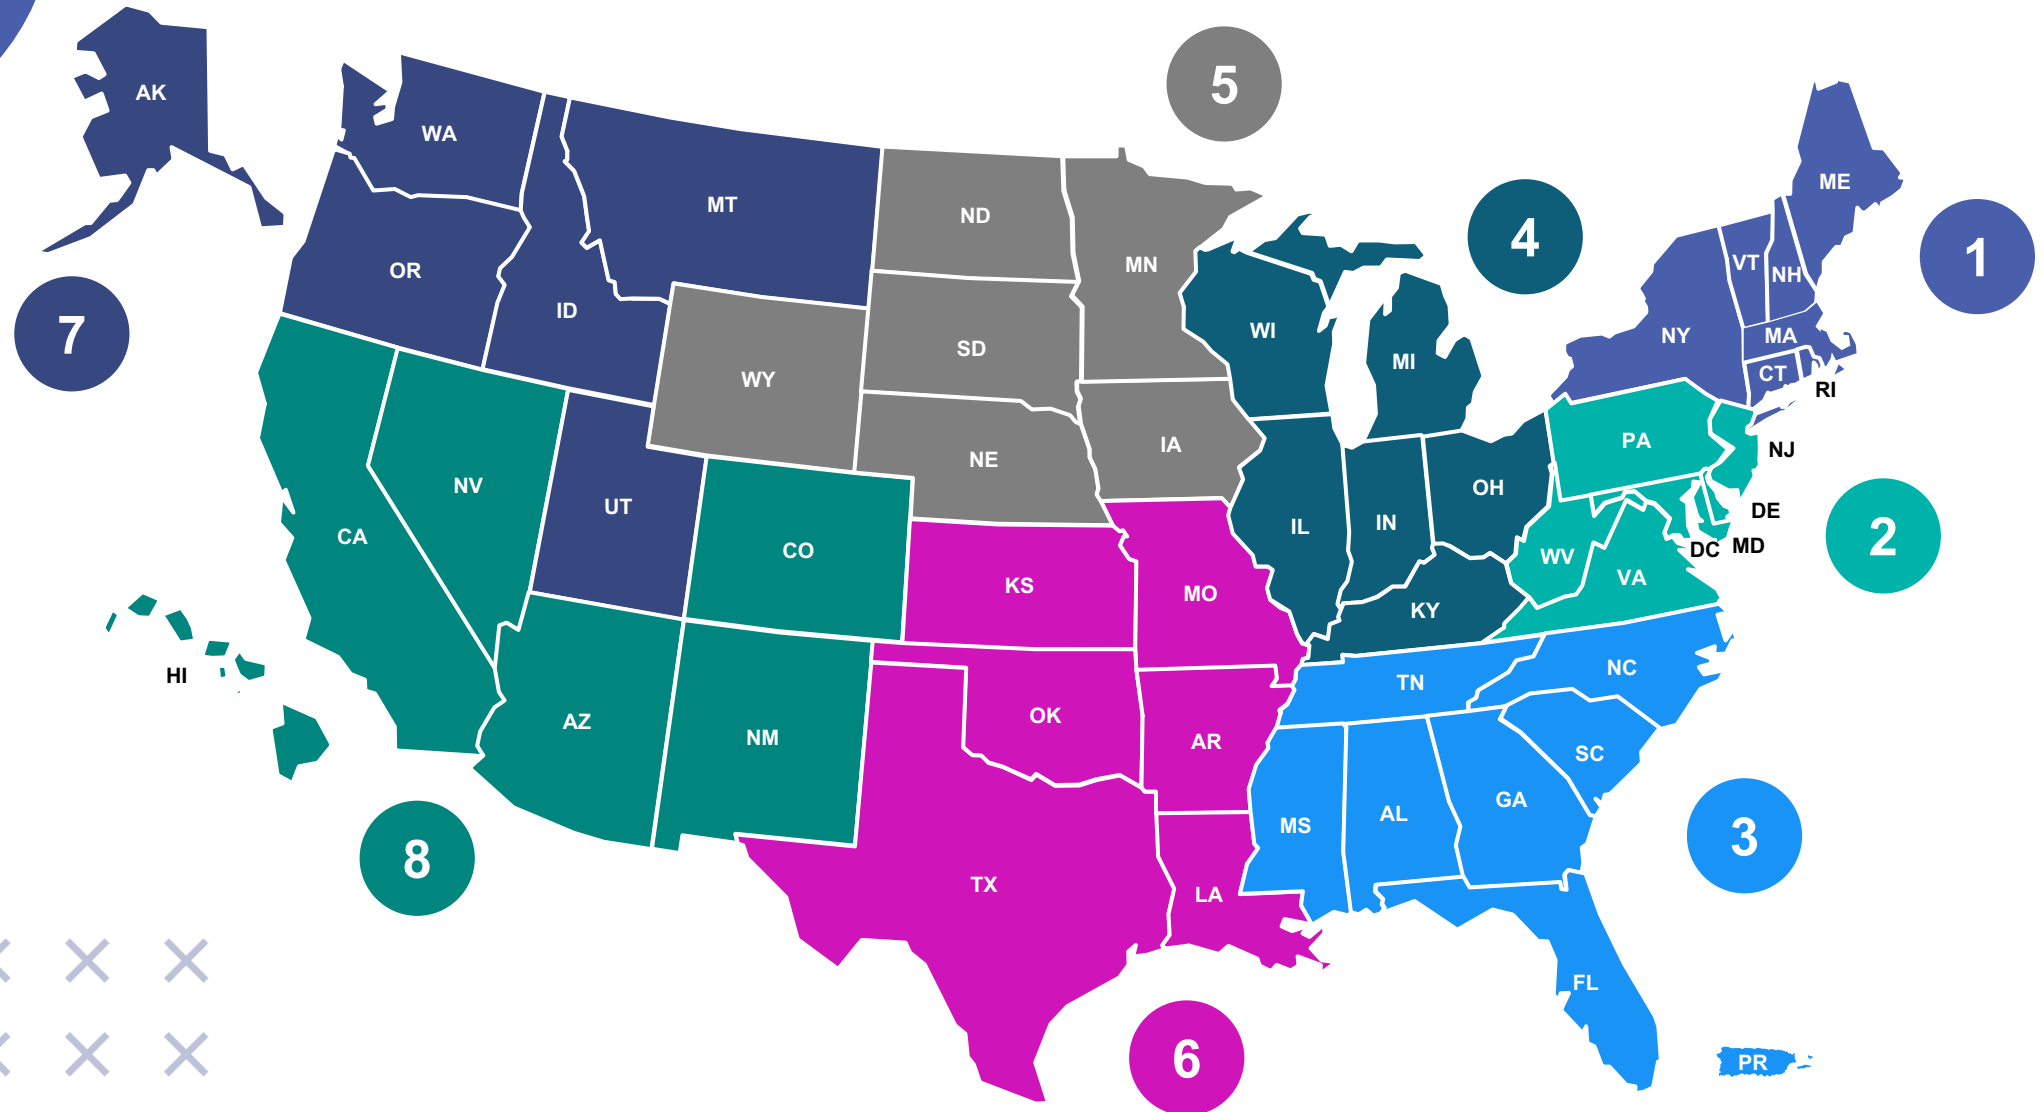 AK
WA
MT
OR
ID
7
ND
MN
5
SD
WY
NE
IA
WI
MI
4
ME
VT
NH
NY
MA
CT
RI
1
PA
NJ
OH
IN
IL
WV
VA
KY
DE
MD
DC
2
NV
UT
CA
CO
HI
AZ
NM
8
KS
MO
OK
AR
TX
LA
6
TN
NC
SC
MS
AL
GA
FL
PR
3